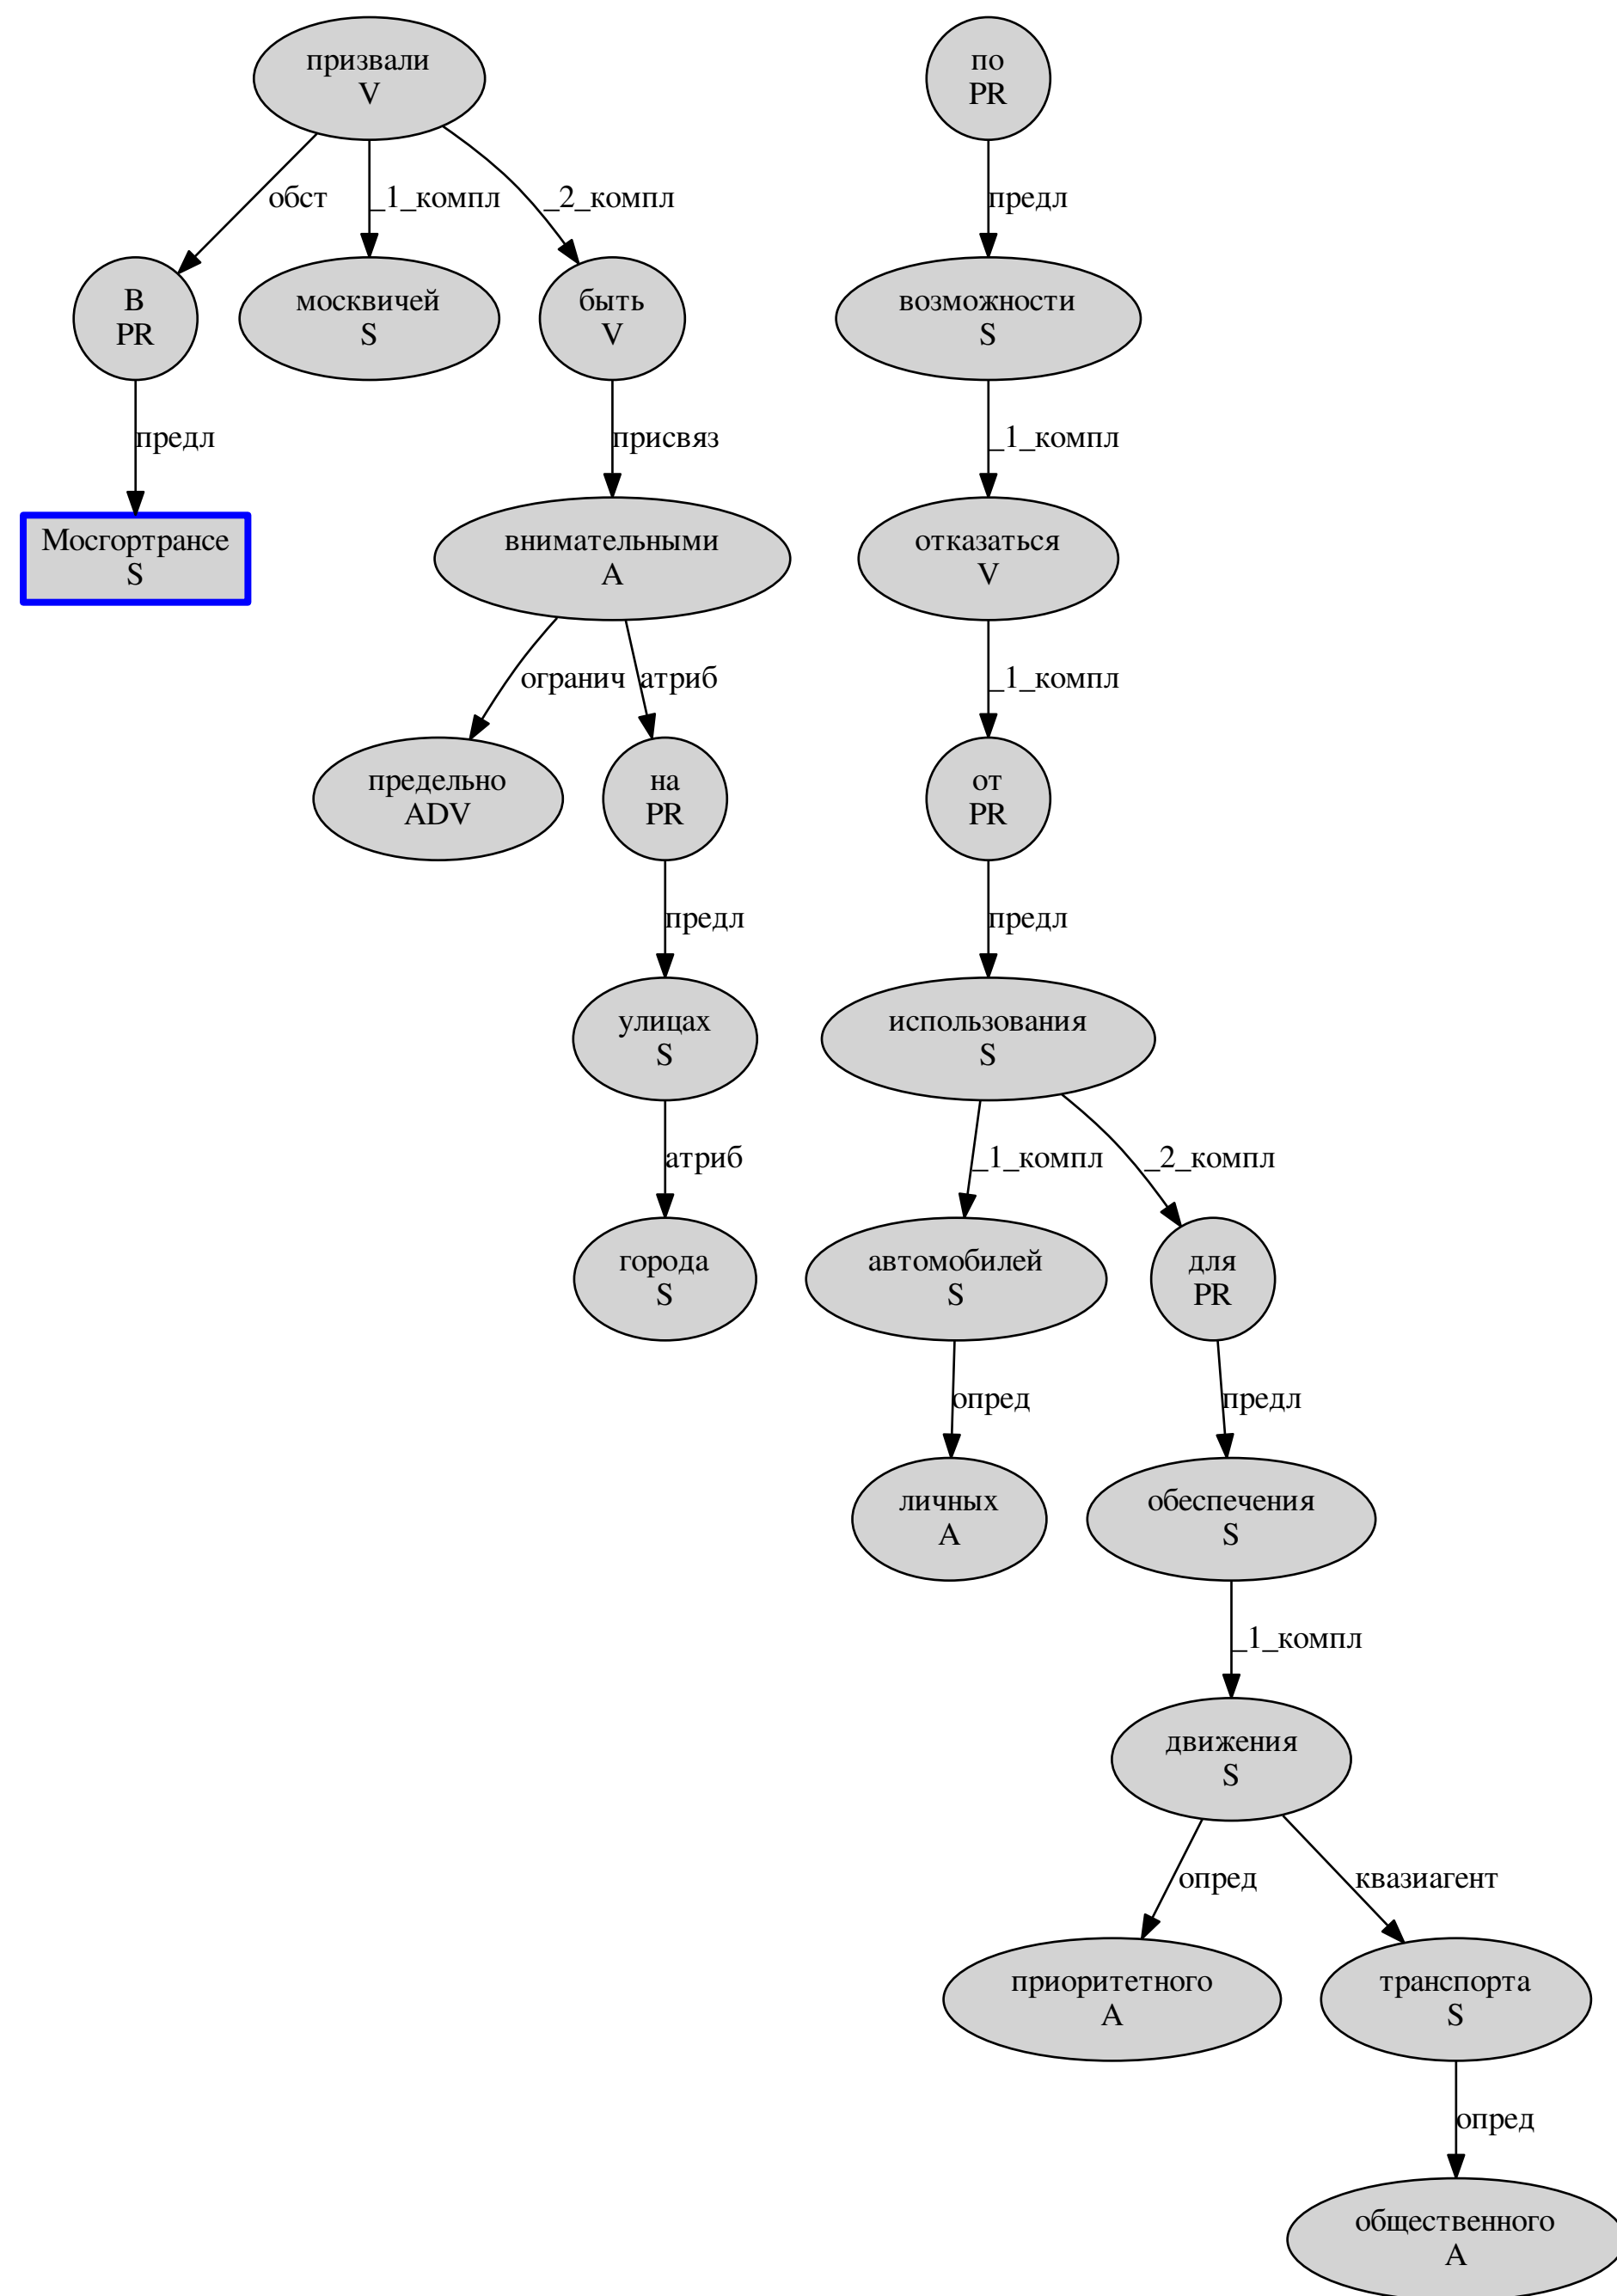 призвали
V
по
PR
обст
_1_компл
_2_компл
предл
В
PR
москвичей
S
быть
V
возможности
S
предл
присвяз
_1_компл
Мосгортрансе
S
внимательными
A
отказаться
V
огранич
атриб
_1_компл
предельно
ADV
на
PR
от
PR
предл
предл
улицах
S
использования
S
атриб
_1_компл
_2_компл
города
S
автомобилей
S
для
PR
опред
предл
личных
A
обеспечения
S
_1_компл
движения
S
опред
квазиагент
приоритетного
A
транспорта
S
опред
общественного
A